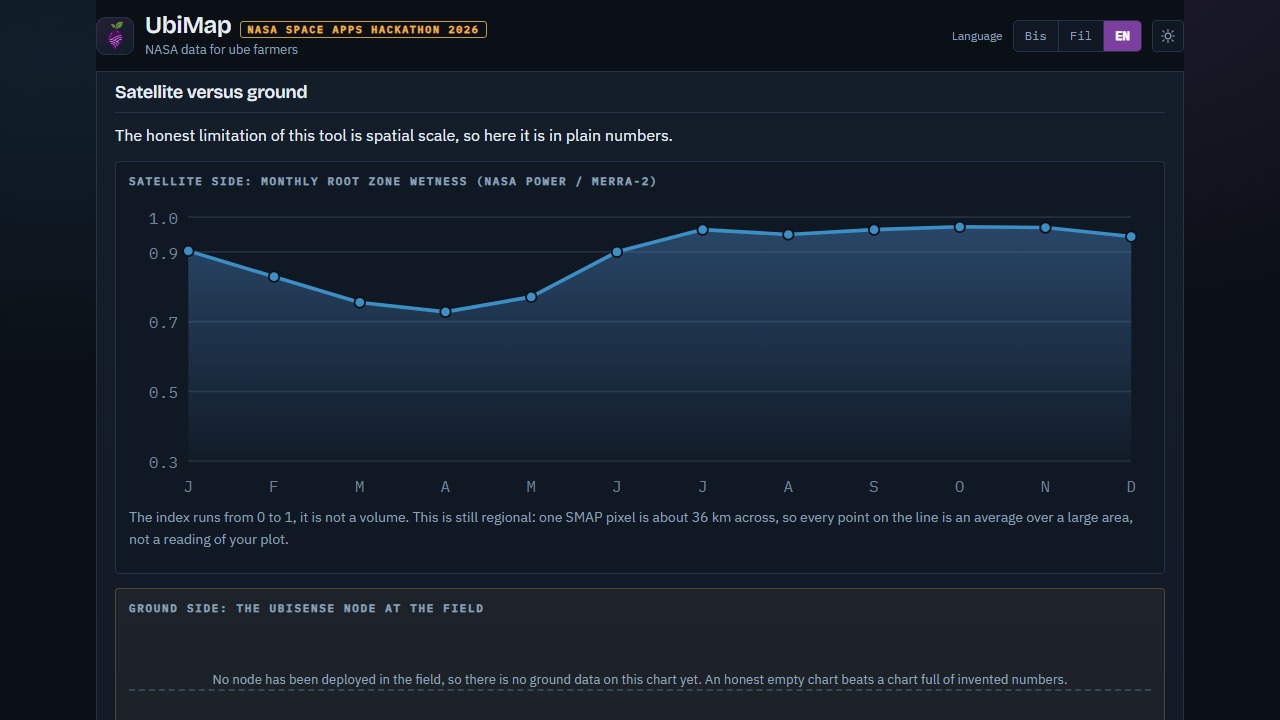 UbiMap NASA SPACE APPS HACKATHON 2026
NASA data for ube farmers
Language Bis Fil EN
Satellite versus ground
The honest limitation of this tool is spatial scale, so here it is in plain numbers.
SATELLITE SIDE: MONTHLY ROOT ZONE WETNESS (NASA POWER / MERRA-2)
1.0
0.9
0.7
0.5
0.3
J F M A M J J A S O N D
The index runs from 0 to 1, it is not a volume. This is still regional: one SMAP pixel is about 36 km across, so every point on the line is an average over a large area,
not a reading of your plot.
GROUND SIDE: THE UBISENSE NODE AT THE FIELD
No node has been deployed in the field, so there is no ground data on this chart yet. An honest empty chart beats a chart full of invented numbers.